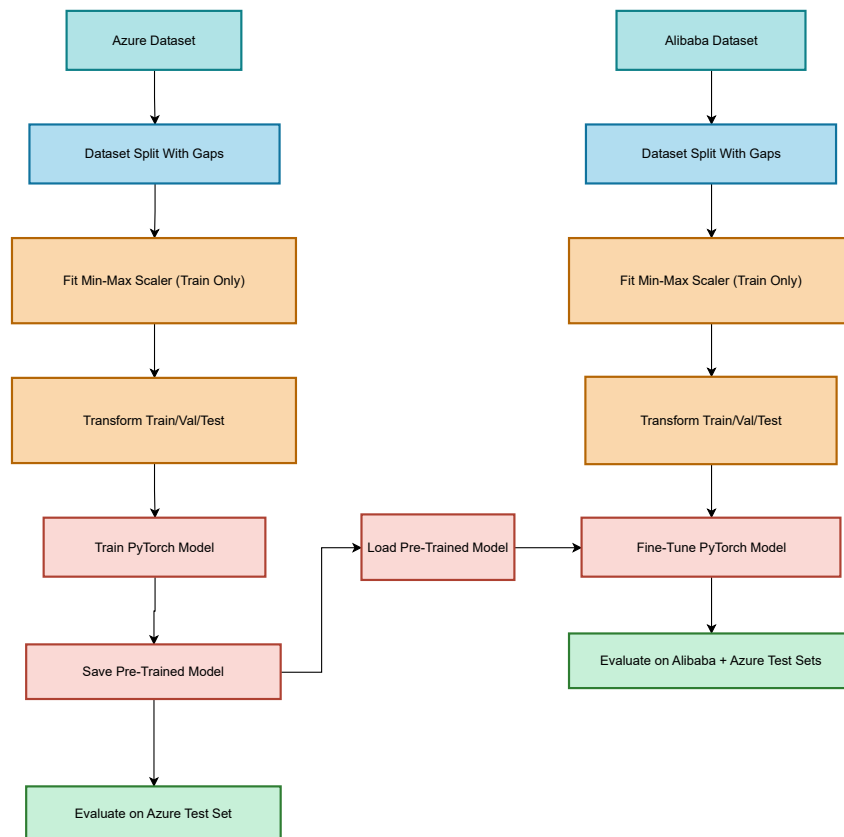 Azure Dataset
Alibaba Dataset
Dataset Split With Gaps
Dataset Split With Gaps
Fit Min-Max Scaler (Train Only)
Fit Min-Max Scaler (Train Only)
Transform Train/Val/Test
Transform Train/Val/Test
Train PyTorch Model
Load Pre-Trained Model
Fine-Tune PyTorch Model
Save Pre-Trained Model
Evaluate on Alibaba + Azure Test Sets
Evaluate on Azure Test Set